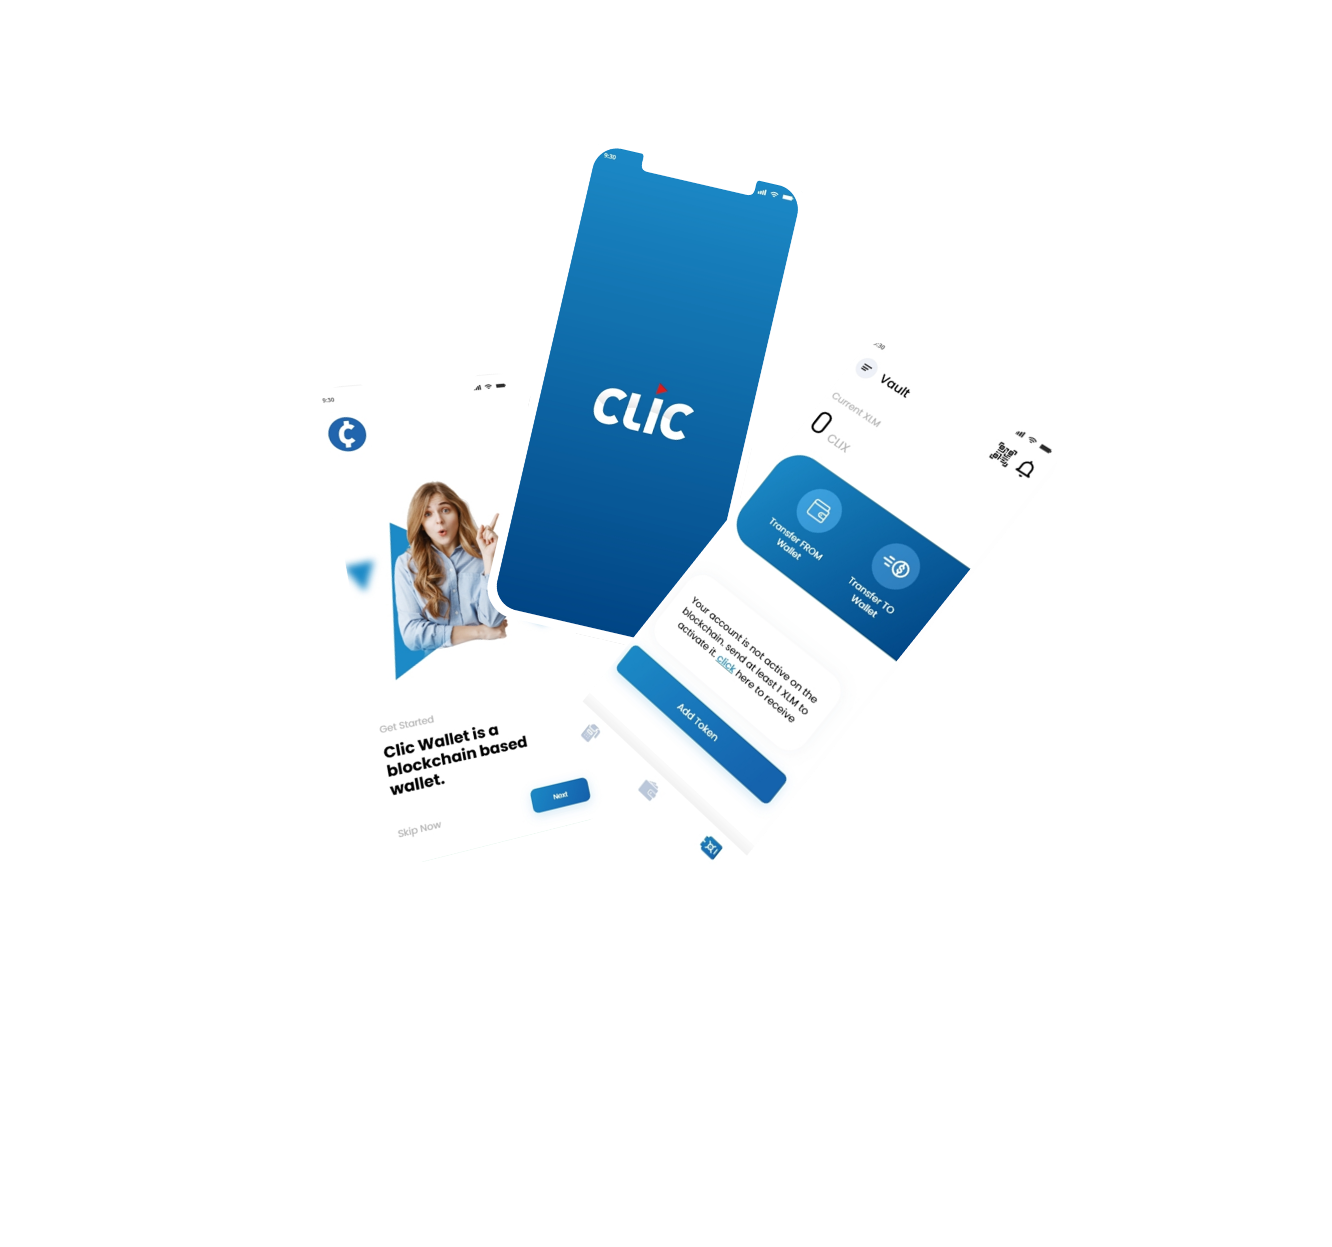 9:30
CLIC
9:30
Get Started
Clic Wallet is a
blockchain based
wallet.
Next
Skip Now
:30
Vault
Current XLM
0
CLIX
Transfer FROM
Wallet
Transfer TO
Wallet
Your account is not active on the
blockchain. send at least 1 XLM to
activate it. click here to receive
Add Token